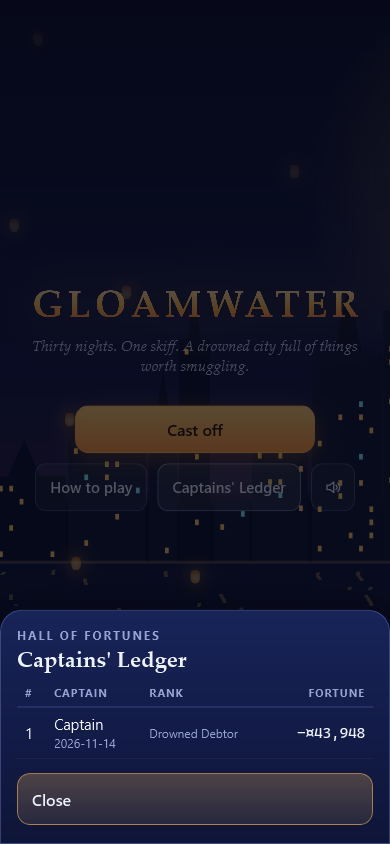 GLOAMWATER
Thirty nights. One skiff. A drowned city full of things
worth smuggling.
Cast off
How to play
Captains' Ledger
HALL OF FORTUNES
Captains' Ledger
# CAPTAIN RANK FORTUNE
1 Captain Drowned Debtor −¤43,948
2026-11-14
Close